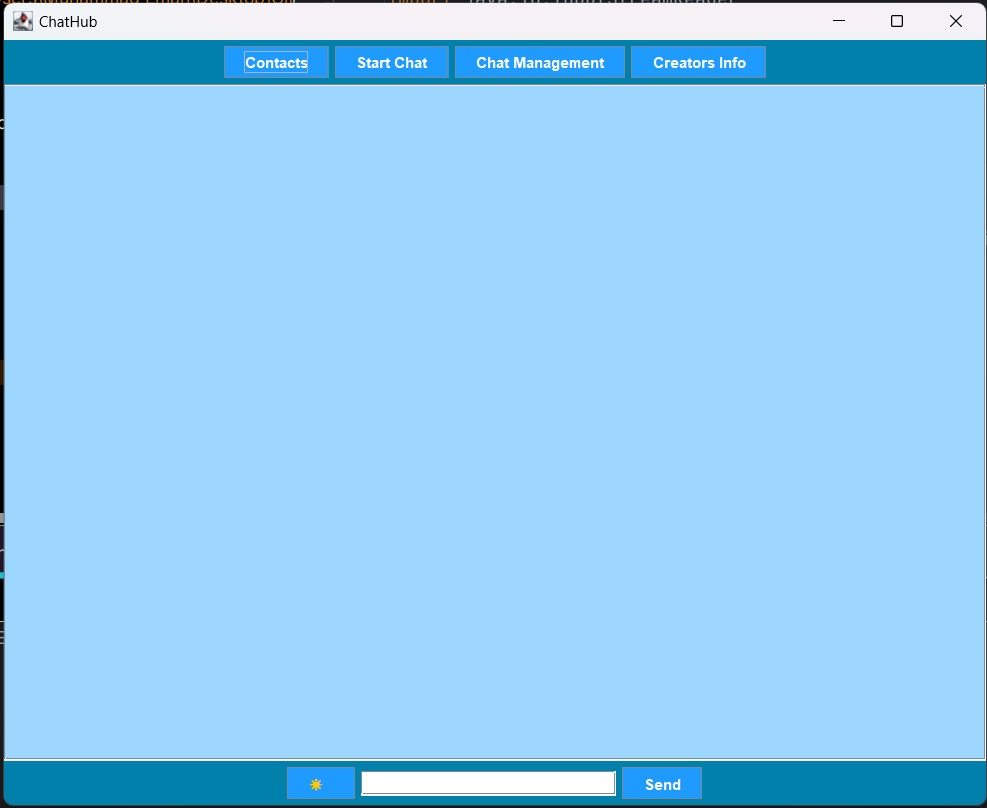 ChatHub
Contacts Start Chat Chat Management Creators Info
Send